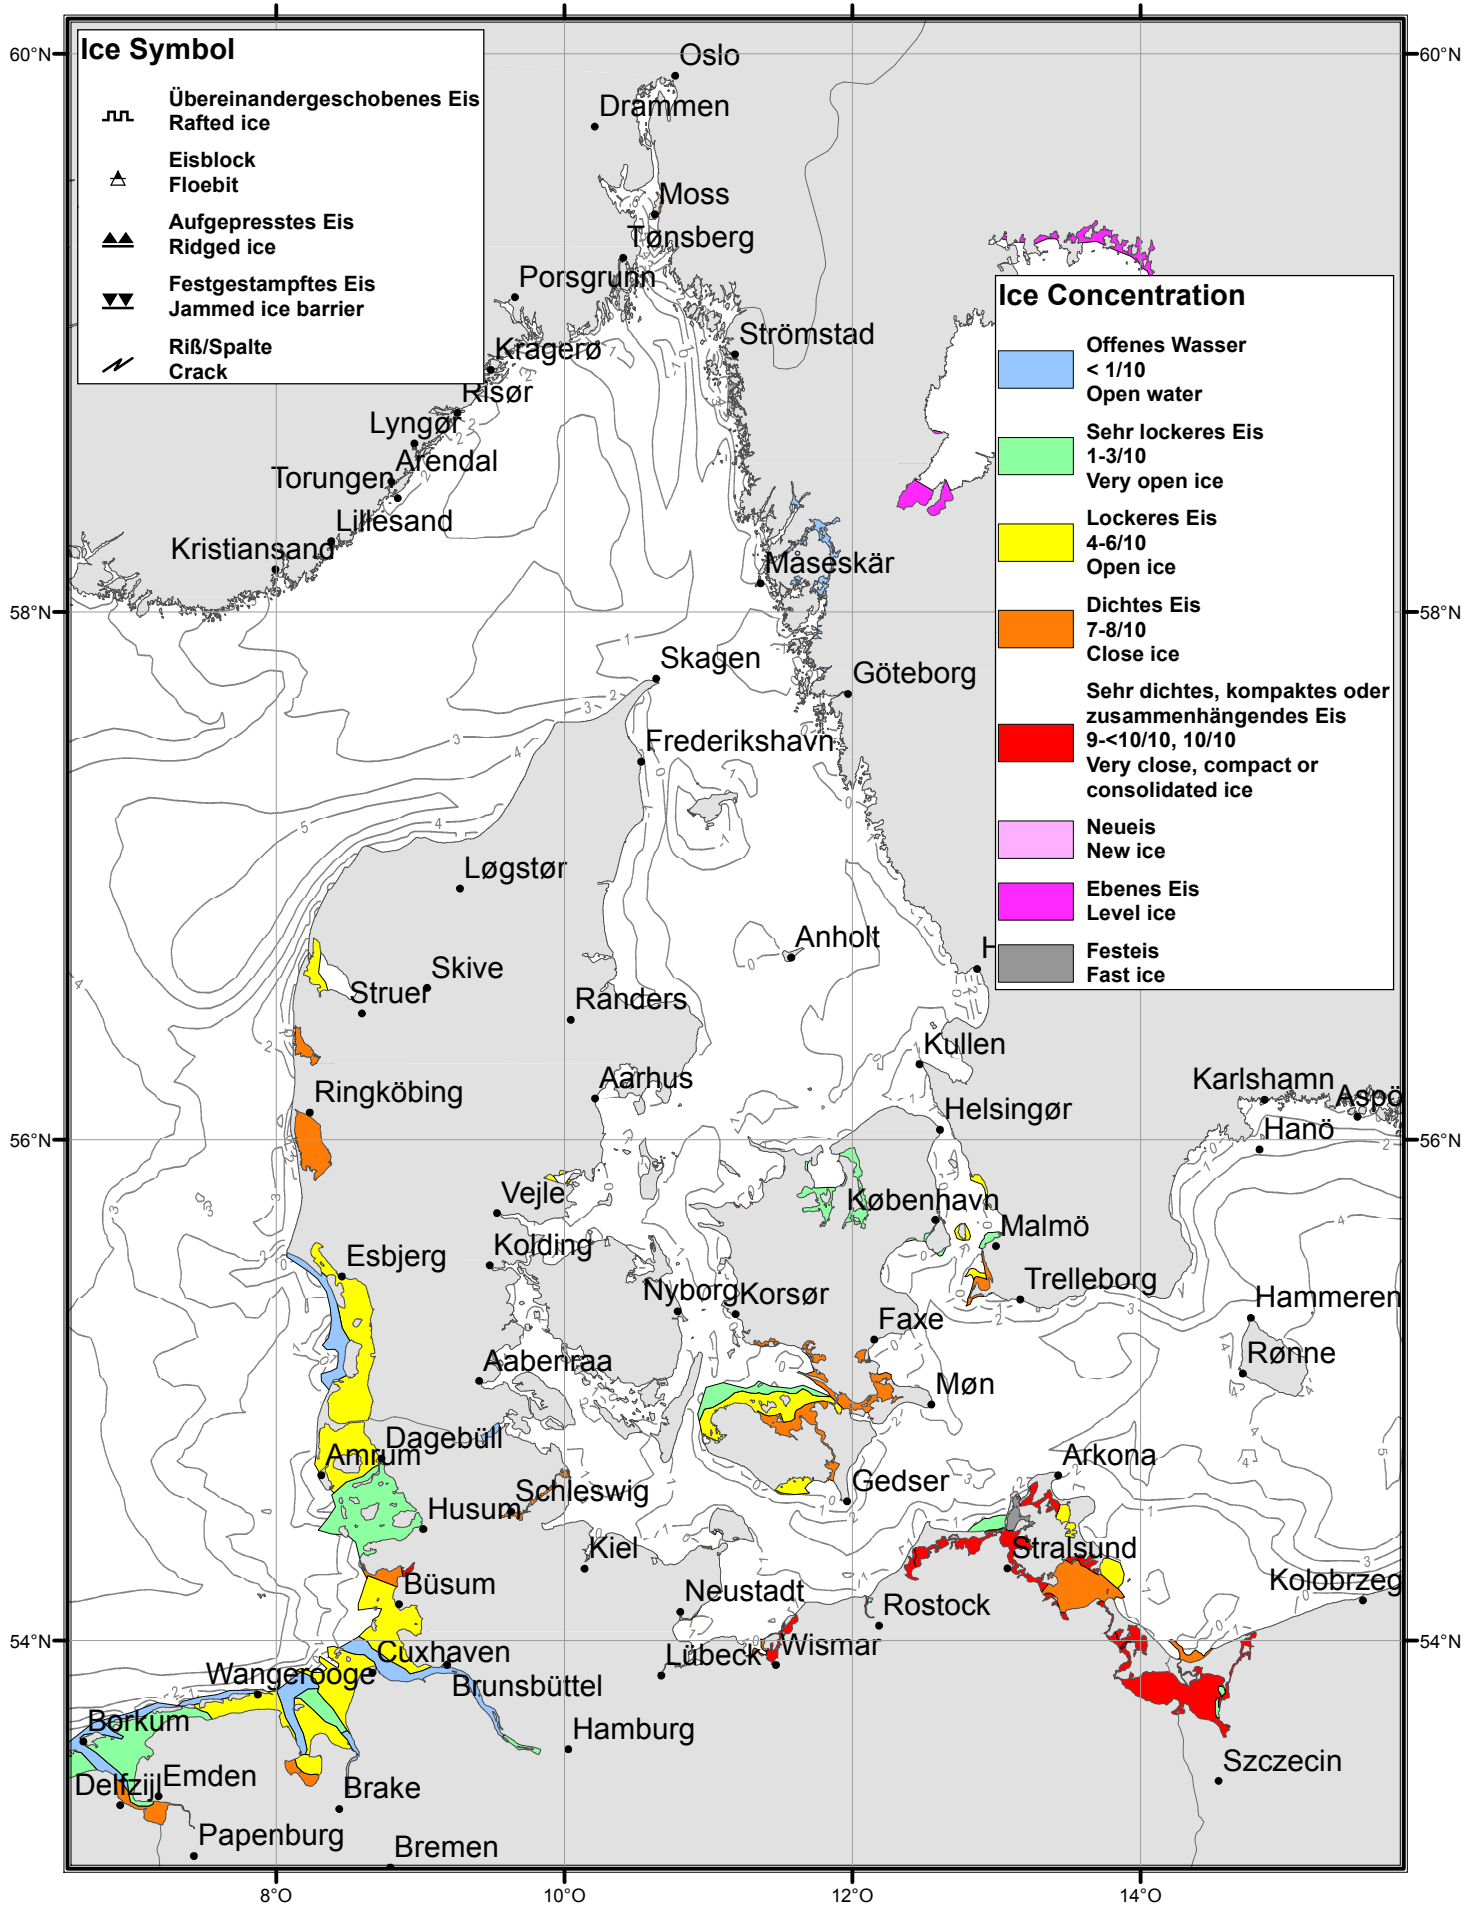 60°N
60°N
Ice Symbol
Übereinandergeschobenes Eis
Rafted ice
Eisblock
Floebit
Aufgepresstes Eis
Ridged ice
Festgestampftes Eis
Jammed ice barrier
Riß/Spalte
Crack
Oslo
Drammen
Moss
Tønsberg
Porsgrunn
Strömstad
Kragerø
Risør
Lyngør
Arendal
Torungen
Lillesand
Kristiansand
Måseskär
Ice Concentration
Offenes Wasser
< 1/10
Open water
Sehr lockeres Eis
1-3/10
Very open ice
Lockeres Eis
4-6/10
Open ice
Dichtes Eis
7-8/10
Close ice
Sehr dichtes, kompaktes oder
zusammenhängendes Eis
9-<10/10, 10/10
Very close, compact or
consolidated ice
Neueis
New ice
Ebenes Eis
Level ice
Festeis
Fast ice
58°N
58°N
Skagen
Göteborg
Frederikshavn
Løgstør
Anholt
H
Skive
Struer
Randers
Kullen
Aarhus
Ringköbing
Karlshamn
Aspö
Helsingør
Hanö
56°N
56°N
Vejle
København
Malmö
Kolding
Esbjerg
Trelleborg
Nyborg
Korsør
Hammeren
Faxe
Rønne
Aabenraa
Møn
Dagebüll
Amrum
Arkona
Gedser
Schleswig
Husum
Kiel
Stralsund
Büsum
Neustadt
Rostock
Kolobrzeg
54°N
54°N
Cuxhaven
Lübeck
Wismar
Wangerooge
Brunsbüttel
Borkum
Hamburg
Szczecin
Delfzijl
Emden
Brake
Papenburg
Bremen
8°O
10°O
12°O
14°O